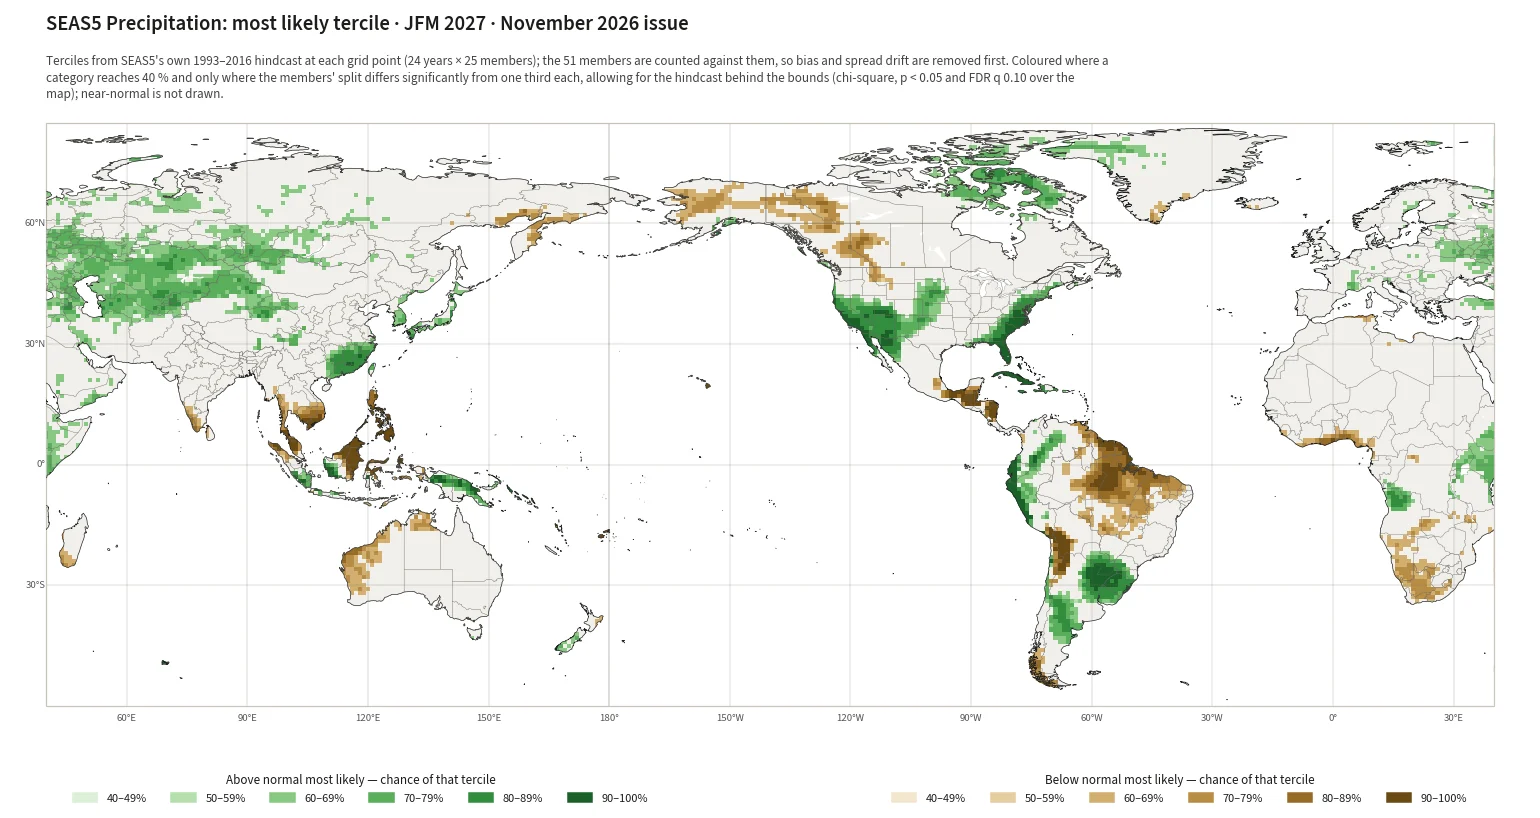 SEAS5 Precipitation: most likely tercile · JFM 2027 · November 2026 issue
Terciles from SEAS5's own 1993–2016 hindcast at each grid point (24 years × 25 members); the 51 members are counted against them, so bias and spread drift are removed first. Coloured where a
category reaches 40 % and only where the members' split differs significantly from one third each, allowing for the hindcast behind the bounds (chi-square, p < 0.05 and FDR q 0.10 over the
map); near-normal is not drawn.
60°N
30°N
0°
30°S
60°E 90°E 120°E 150°E 180° 150°W 120°W 90°W 60°W 30°W 0° 30°E
Above normal most likely — chance of that tercile
40–49% 50–59% 60–69% 70–79% 80–89% 90–100%
Below normal most likely — chance of that tercile
40–49% 50–59% 60–69% 70–79% 80–89% 90–100%